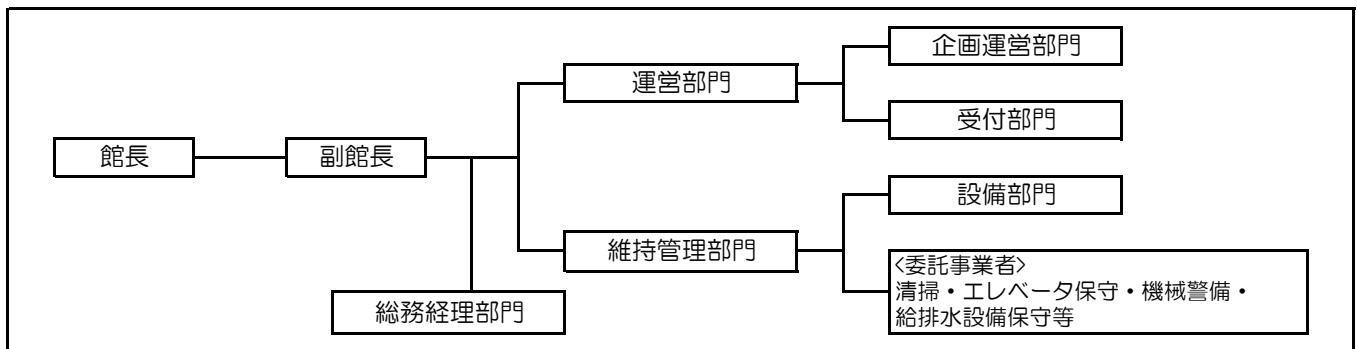 企画運営部門
運営部門
受付部門
館長
副館長
設備部門
維持管理部門
<委託事業者>
清掃・エレベータ保守・機械警備・
給排水設備保守等
総務経理部門